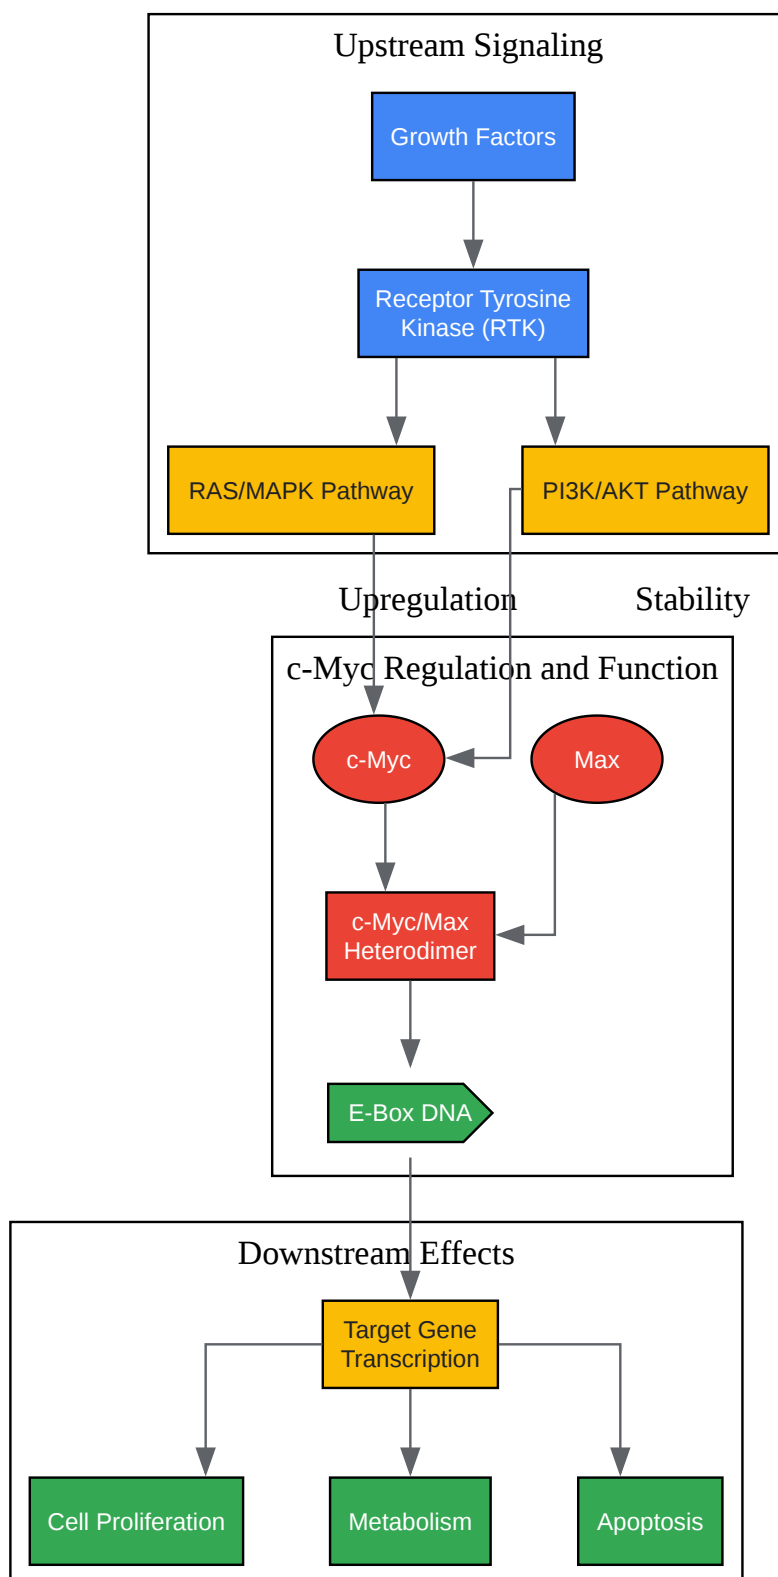 Upstream Signaling
Growth Factors
Receptor Tyrosine
Kinase (RTK)
RAS/MAPK Pathway
PI3K/AKT Pathway
Upregulation
Stability
c-Myc Regulation and Function
c-Myc
Max
c-Myc/Max
Heterodimer
E-Box DNA
Downstream Effects
Target Gene
Transcription
Cell Proliferation
Metabolism
Apoptosis